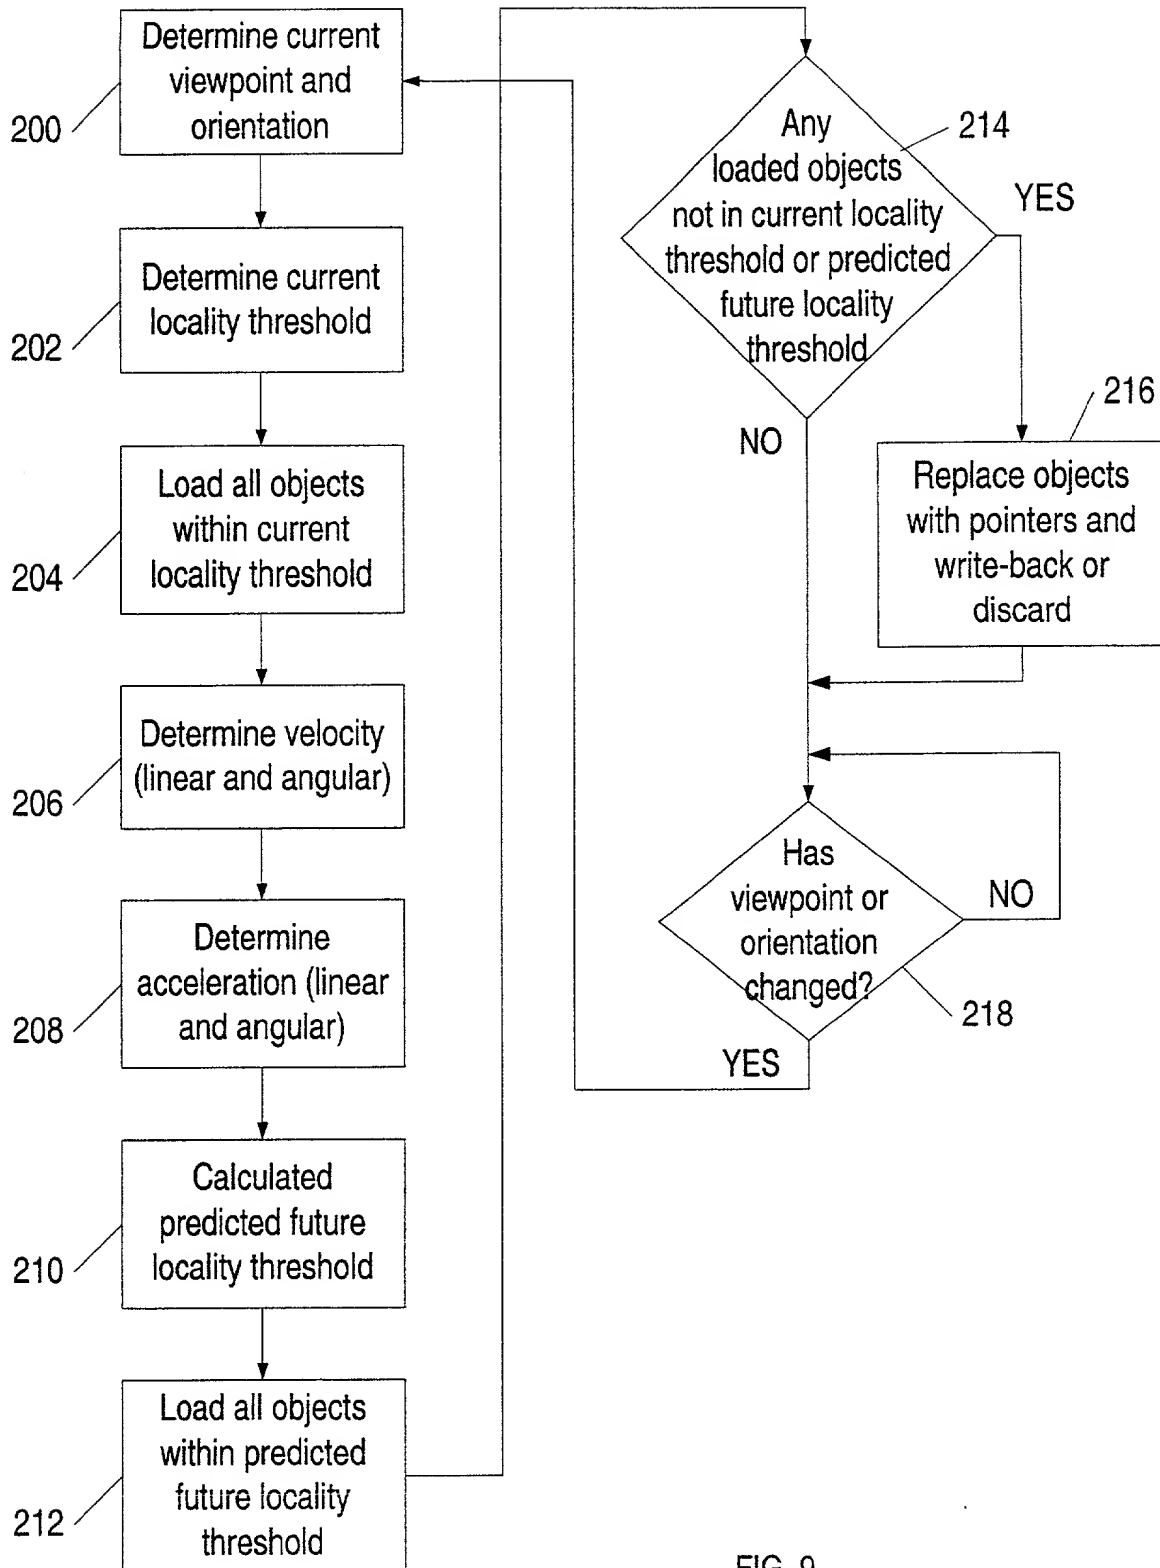 Determine current
viewpoint and
orientation
200
Determine current
locality threshold
202
Load all objects
within current
locality threshold
204
Determine velocity
(linear and angular)
206
Determine
acceleration (linear
and angular)
208
Calculated
predicted future
locality threshold
210
Load all objects
within predicted
future locality
threshold
212
Any
loaded objects
not in current locality
threshold or predicted
future locality
threshold
214
YES
NO
216
Replace objects
with pointers and
write-back or
discard
Has
viewpoint or
orientation
changed?
NO
218
YES
FIG. 9